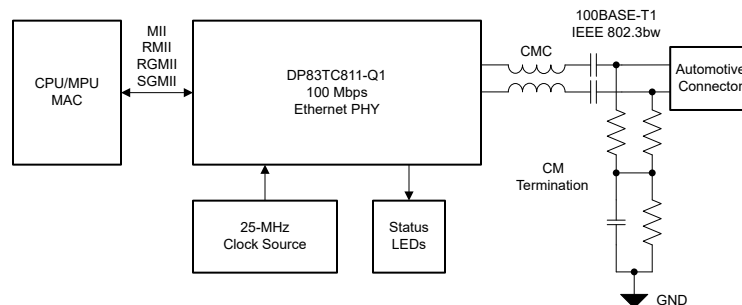 100BASE-T1
IEEE 802.3bw
MII
RMII
RGMII
SGMII
CMC
CPU/MPU
MAC
DP83TC811-Q1
100 Mbps
Ethernet PHY
Automotive
Connector
CM
Termination
25-MHz
Clock Source
Status
LEDs
GND